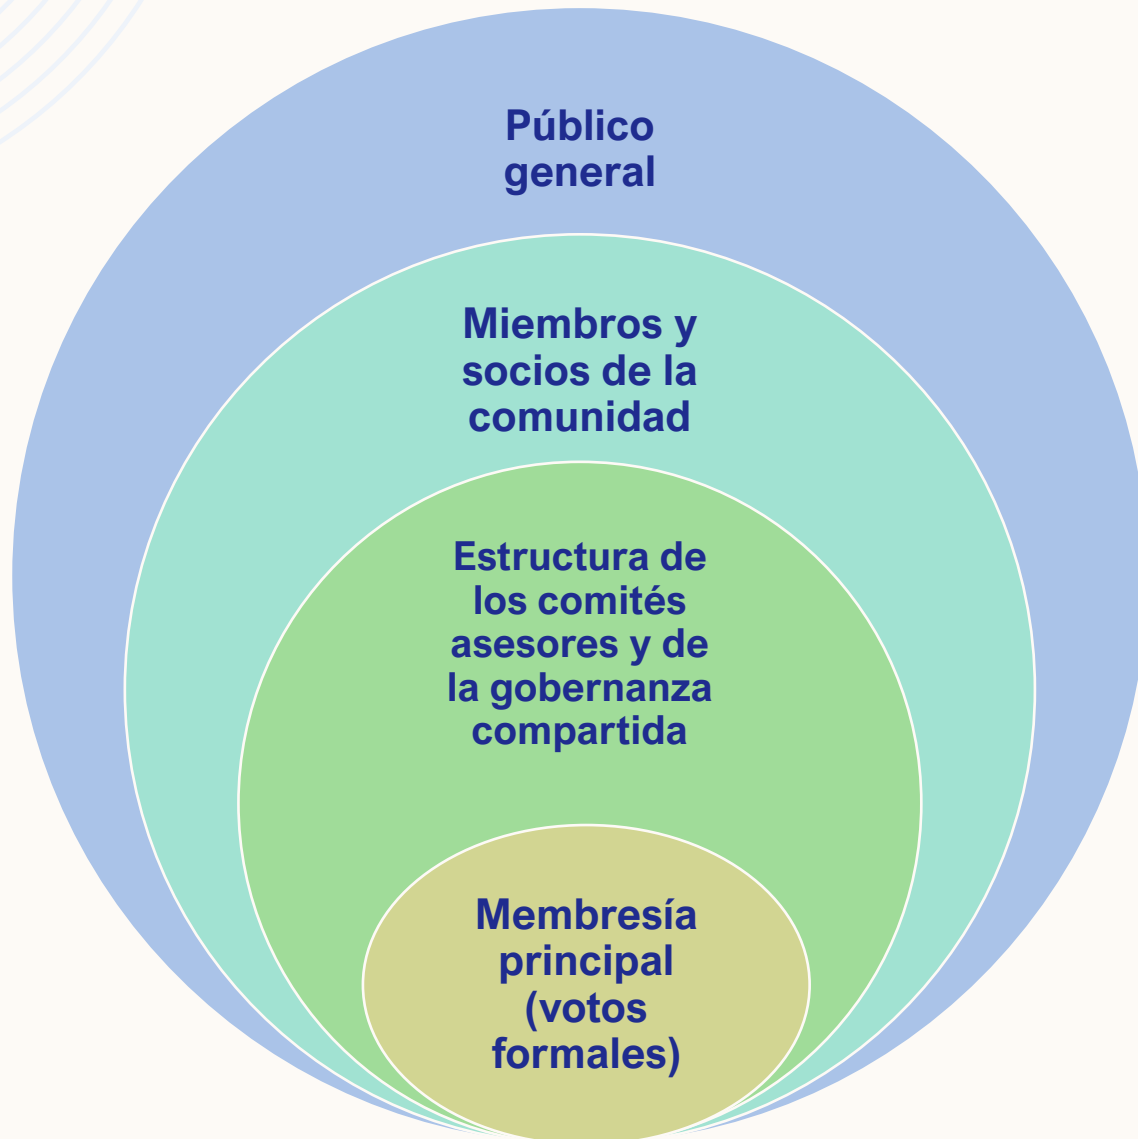 Público
general
Miembros y
socios de la
comunidad
Estructura de
los comités
asesores y de
la gobernanza
compartida
Membresía
principal
(votos
formales)